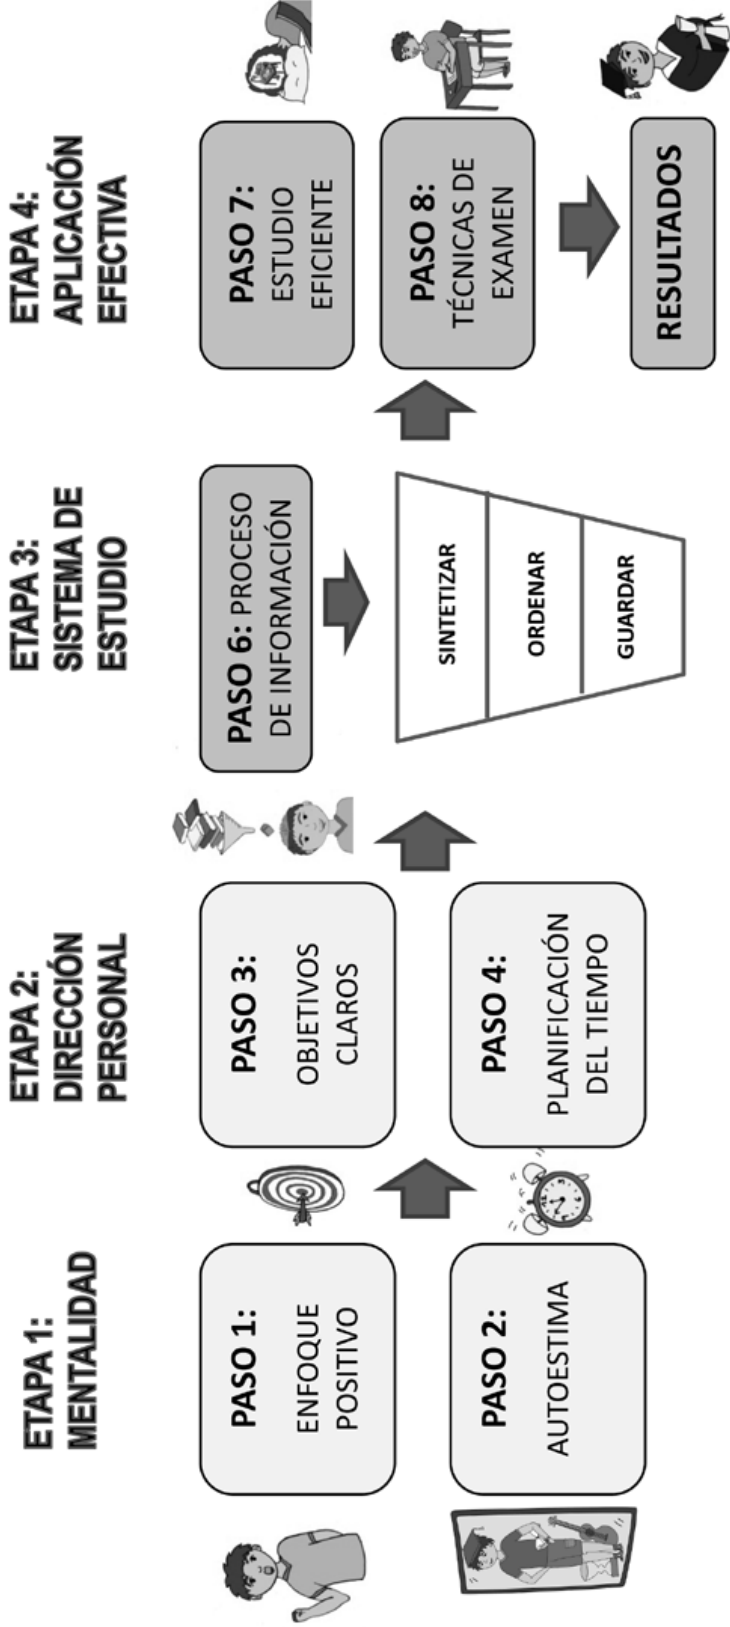 ETAPA 1:
MENTALIDAD
PASO 1:
ENFOQUE
POSITIVO
PASO 2:
AUTOESTIMA
ETAPA 2:
DIRECCIÓN
PERSONAL
PASO 3:
OBJETIVOS
CLAROS
PASO 4:
PLANIFICACIÓN
DEL TIEMPO
ETAPA 3:
SISTEMA DE
ESTUDIO
PASO 6: PROCESO
DE INFORMACIÓN
SINTETIZAR
ORDENAR
GUARDAR
ETAPA 4:
APLICACIÓN
EFECTIVA
PASO 7:
ESTUDIO
EFICIENTE
PASO 8:
TÉCNICAS DE
EXAMEN
RESULTADOS